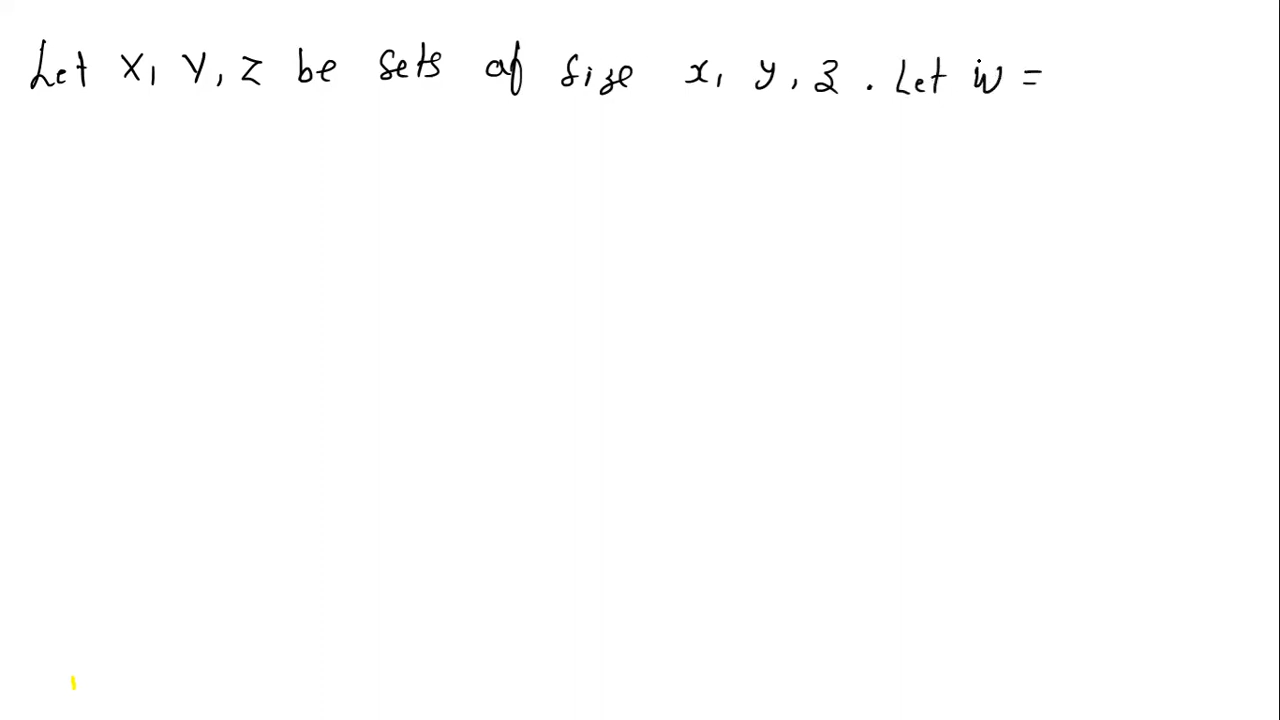 Let X, Y, Z be sets of size x, y, z. Let W =